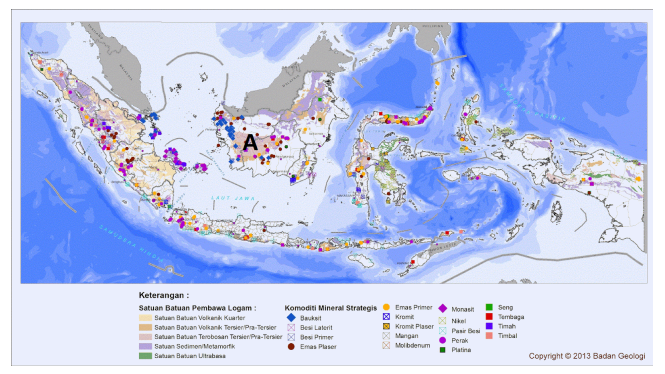 A
LAUT JAWA
Keterangan :
Satuan Batuan Pembawa Logam :
Satuan Batuan Volkanik Kuarter
Satuan Batuan Volkanik Tersier/Pra-Tersier
Satuan Batuan Terobosan Tersier/Pra-Tersier
Satuan Sedimen/Metamorfik
Satuan Batuan Ultrabasa
Komoditi Mineral Strategis
Bauksit
Besi Laterit
Besi Primer
Emas Plaser
Emas Primer
Kromit
Kromit Plaser
Mangan
Molibdenum
Monasit
Nikel
Pasir Besi
Perak
Platina
Seng
Tembaga
Timah
Timbal
Copyright © 2013 Badan Geologi